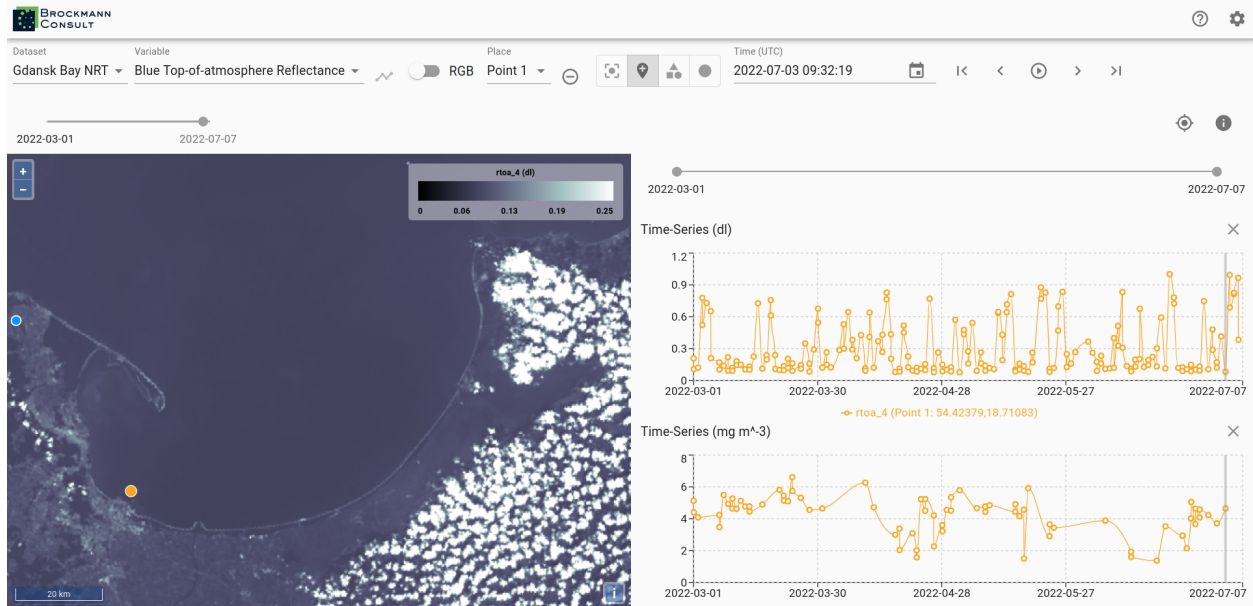 BROCKMANN
CONSULT
Dataset
Gdansk Bay NRT
Variable
Blue Top-of-atmosphere Reflectance
RGB
Place
Point 1
Time (UTC)
2022-07-03 09:32:19
2022-03-01
2022-07-07
+
−
rtoa_4 (dl)
0 0.06 0.13 0.19 0.25
20 km
i
2022-03-01
2022-07-07
Time-Series (dl)
1.2
0.9
0.6
0.3
0
2022-03-01 2022-03-30 2022-04-28 2022-05-27 2022-07-07
rtoa_4 (Point 1: 54.42379,18.71083)
Time-Series (mg m^-3)
8
6
4
2
0
2022-03-01 2022-03-30 2022-04-28 2022-05-27 2022-07-07